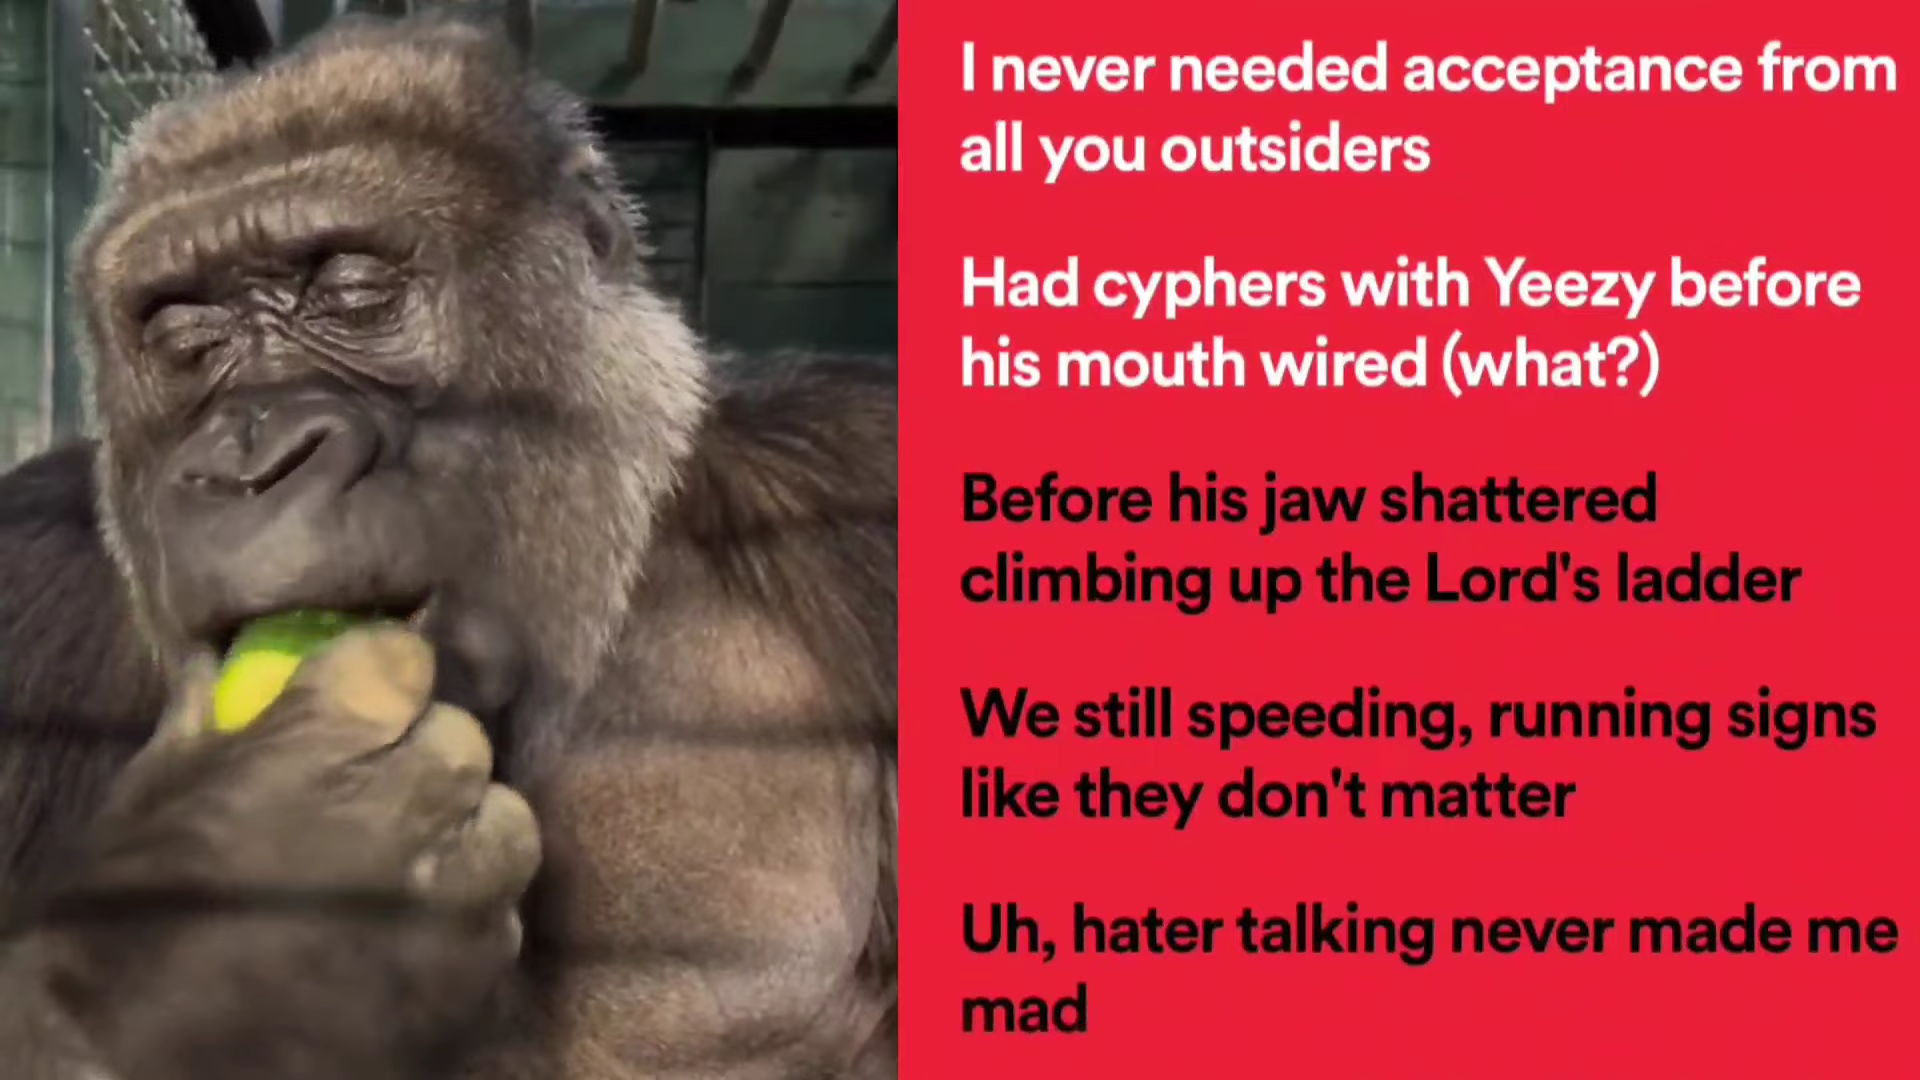 I never needed acceptance from
all you outsiders
Had cyphers with Yeezy before
his mouth wired (what?)
Before his jaw shattered
climbing up the Lord's ladder
We still speeding, running signs
like they don't matter
Uh, hater talking never made me
mad